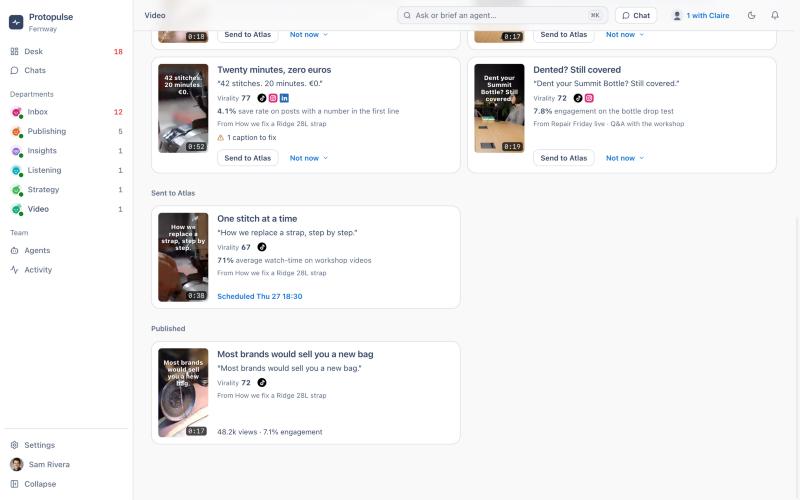 Protopulse
Fernway
Desk 18
Chats
Departments
Inbox 12
Publishing 5
Insights 1
Listening 1
Strategy 1
Video 1
Team
Agents
Activity
Settings
Sam Rivera
Collapse
Video
Ask or brief an agent...
⌘K
Chat
1 with Claire
0:18
Send to Atlas
Not now
0:17
Send to Atlas
Not now
42 stitches.
20 minutes.
€0.
0:52
Twenty minutes, zero euros
“42 stitches. 20 minutes. €0.”
Virality 77
4.1% save rate on posts with a number in the first line
From How we fix a Ridge 28L strap
1 caption to fix
Send to Atlas
Not now
Dent your
Summit
Bottle? Still
covered.
0:19
Dented? Still covered
“Dent your Summit Bottle? Still covered.”
Virality 72
7.8% engagement on the bottle drop test
From Repair Friday live · Q&A with the workshop
Send to Atlas
Not now
Sent to Atlas
How we
replace a
strap, step by
step.
0:38
One stitch at a time
“How we replace a strap, step by step.”
Virality 67
71% average watch-time on workshop videos
From How we fix a Ridge 28L strap
Scheduled Thu 27 18:30
Published
Most brands
would sell
you a new
bag.
0:17
Most brands would sell you a new bag
“Most brands would sell you a new bag.”
Virality 72
From How we fix a Ridge 28L strap
48.2k views · 7.1% engagement